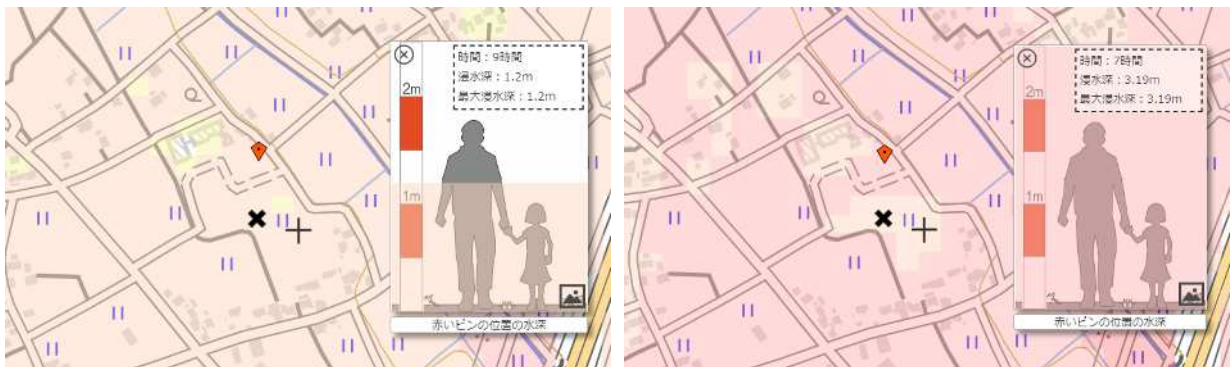 時間:9時間
浸水深:1.2m
最大浸水深:1.2m
2m
1m
赤いピンの位置の水深
時間:7時間
浸水深:3.19m
最大浸水深:3.19m
2m
1m
赤いピンの位置の水深